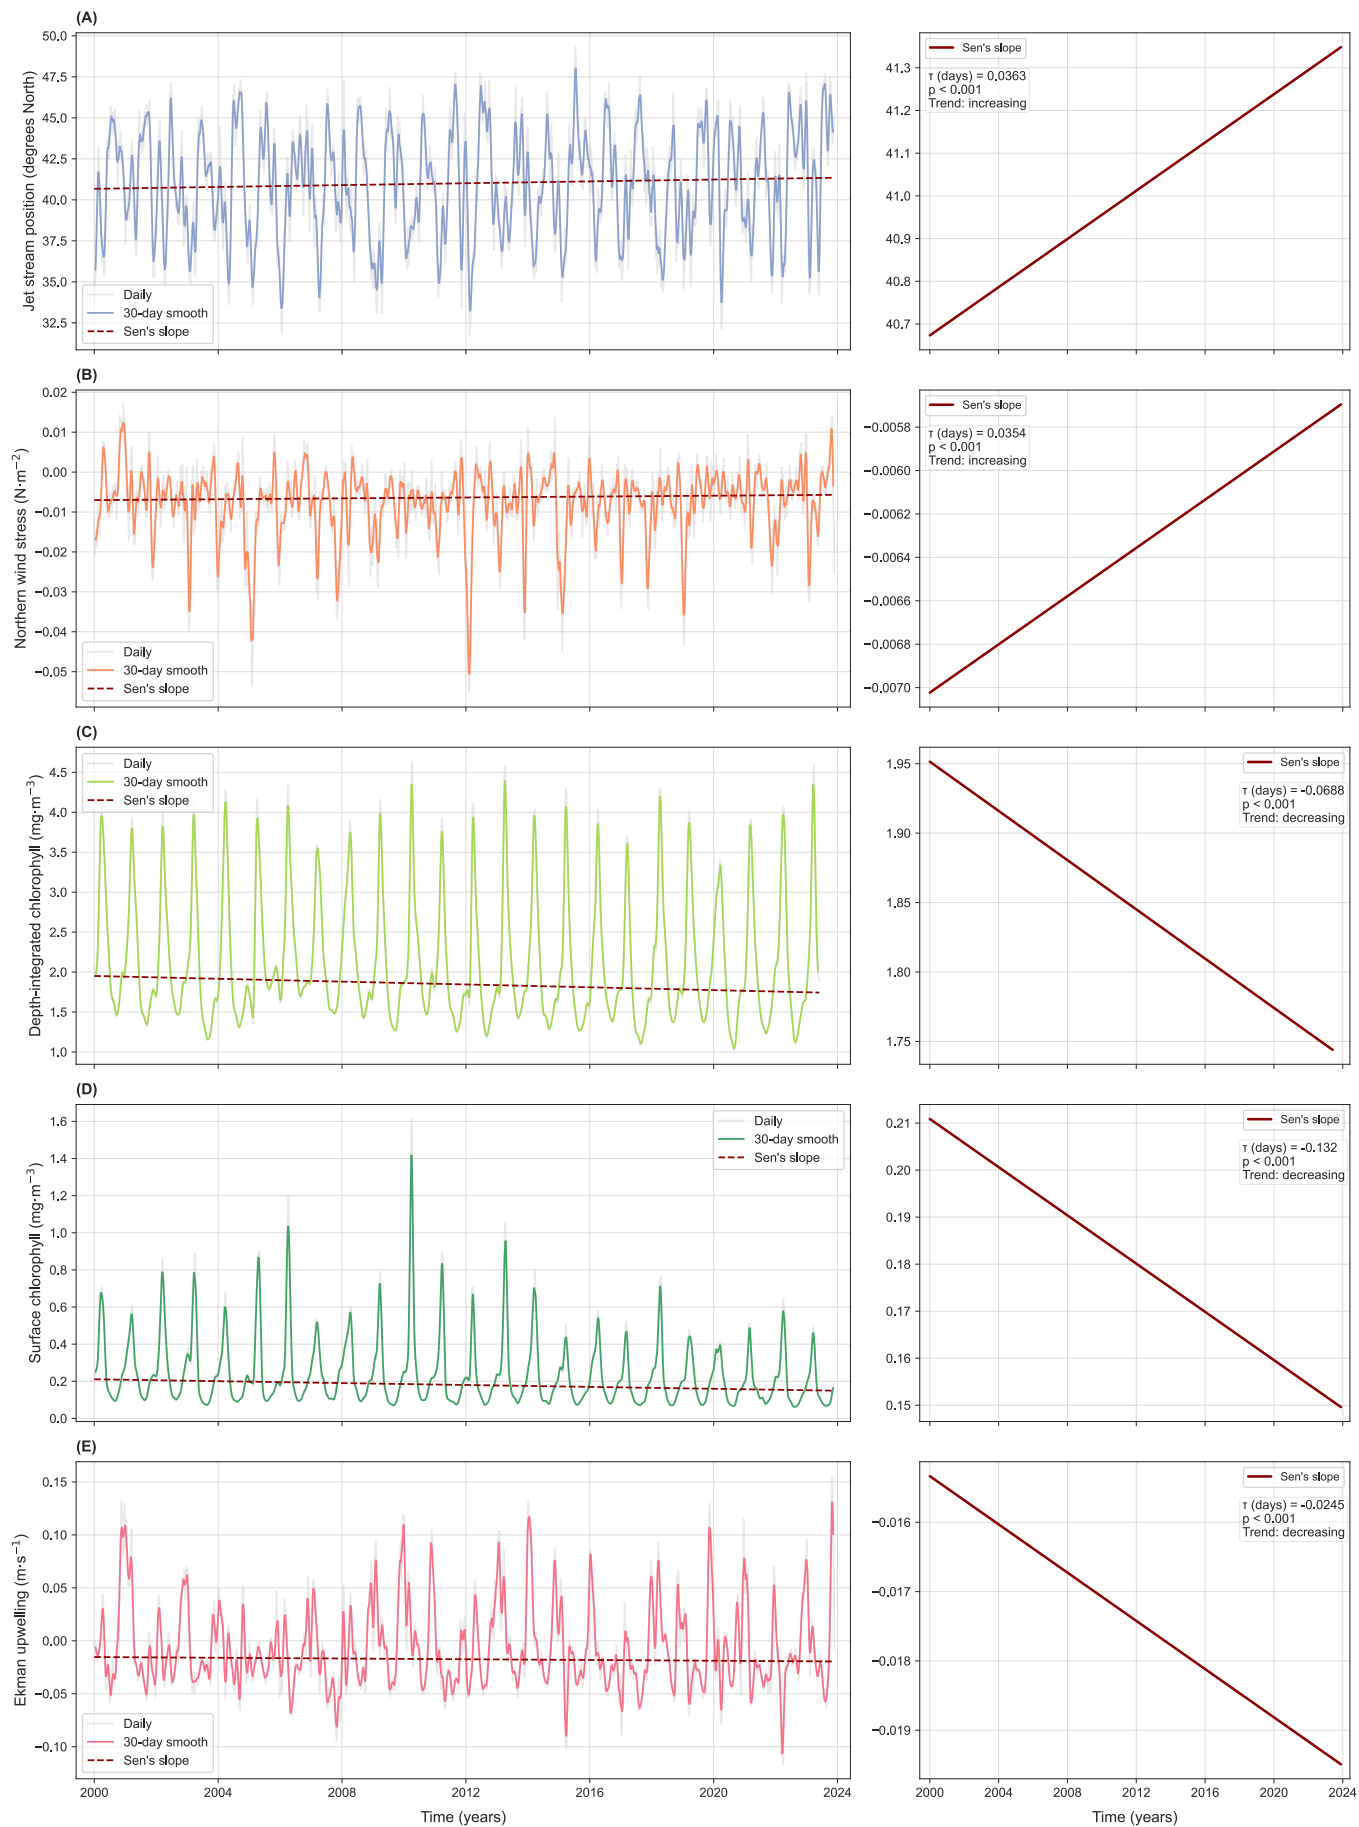 (A)
Jet stream position (degrees North)
50.0
47.5
45.0
42.5
40.0
37.5
35.0
32.5
Daily
30-day smooth
Sen's slope
41.3
41.2
41.1
41.0
40.9
40.8
40.7
Sen's slope
τ (days) = 0.0363
p < 0.001
Trend: increasing
(B)
Northern wind stress (N·m⁻²)
0.02
0.01
0.00
−0.01
−0.02
−0.03
−0.04
−0.05
Daily
30-day smooth
Sen's slope
−0.0058
−0.0060
−0.0062
−0.0064
−0.0066
−0.0068
−0.0070
Sen's slope
τ (days) = 0.0354
p < 0.001
Trend: increasing
(C)
Depth-integrated chlorophyll (mg·m⁻³)
4.5
4.0
3.5
3.0
2.5
2.0
1.5
1.0
Daily
30-day smooth
Sen's slope
1.95
1.90
1.85
1.80
1.75
Sen's slope
τ (days) = -0.0688
p < 0.001
Trend: decreasing
(D)
Surface chlorophyll (mg·m⁻³)
1.6
1.4
1.2
1.0
0.8
0.6
0.4
0.2
0.0
Daily
30-day smooth
Sen's slope
0.21
0.20
0.19
0.18
0.17
0.16
0.15
Sen's slope
τ (days) = -0.132
p < 0.001
Trend: decreasing
(E)
Ekman upwelling (m·s⁻¹)
0.15
0.10
0.05
0.00
−0.05
−0.10
Daily
30-day smooth
Sen's slope
2000 2004 2008 2012 2016 2020 2024
Time (years)
−0.016
−0.017
−0.018
−0.019
Sen's slope
τ (days) = -0.0245
p < 0.001
Trend: decreasing
2000 2004 2008 2012 2016 2020 2024
Time (years)